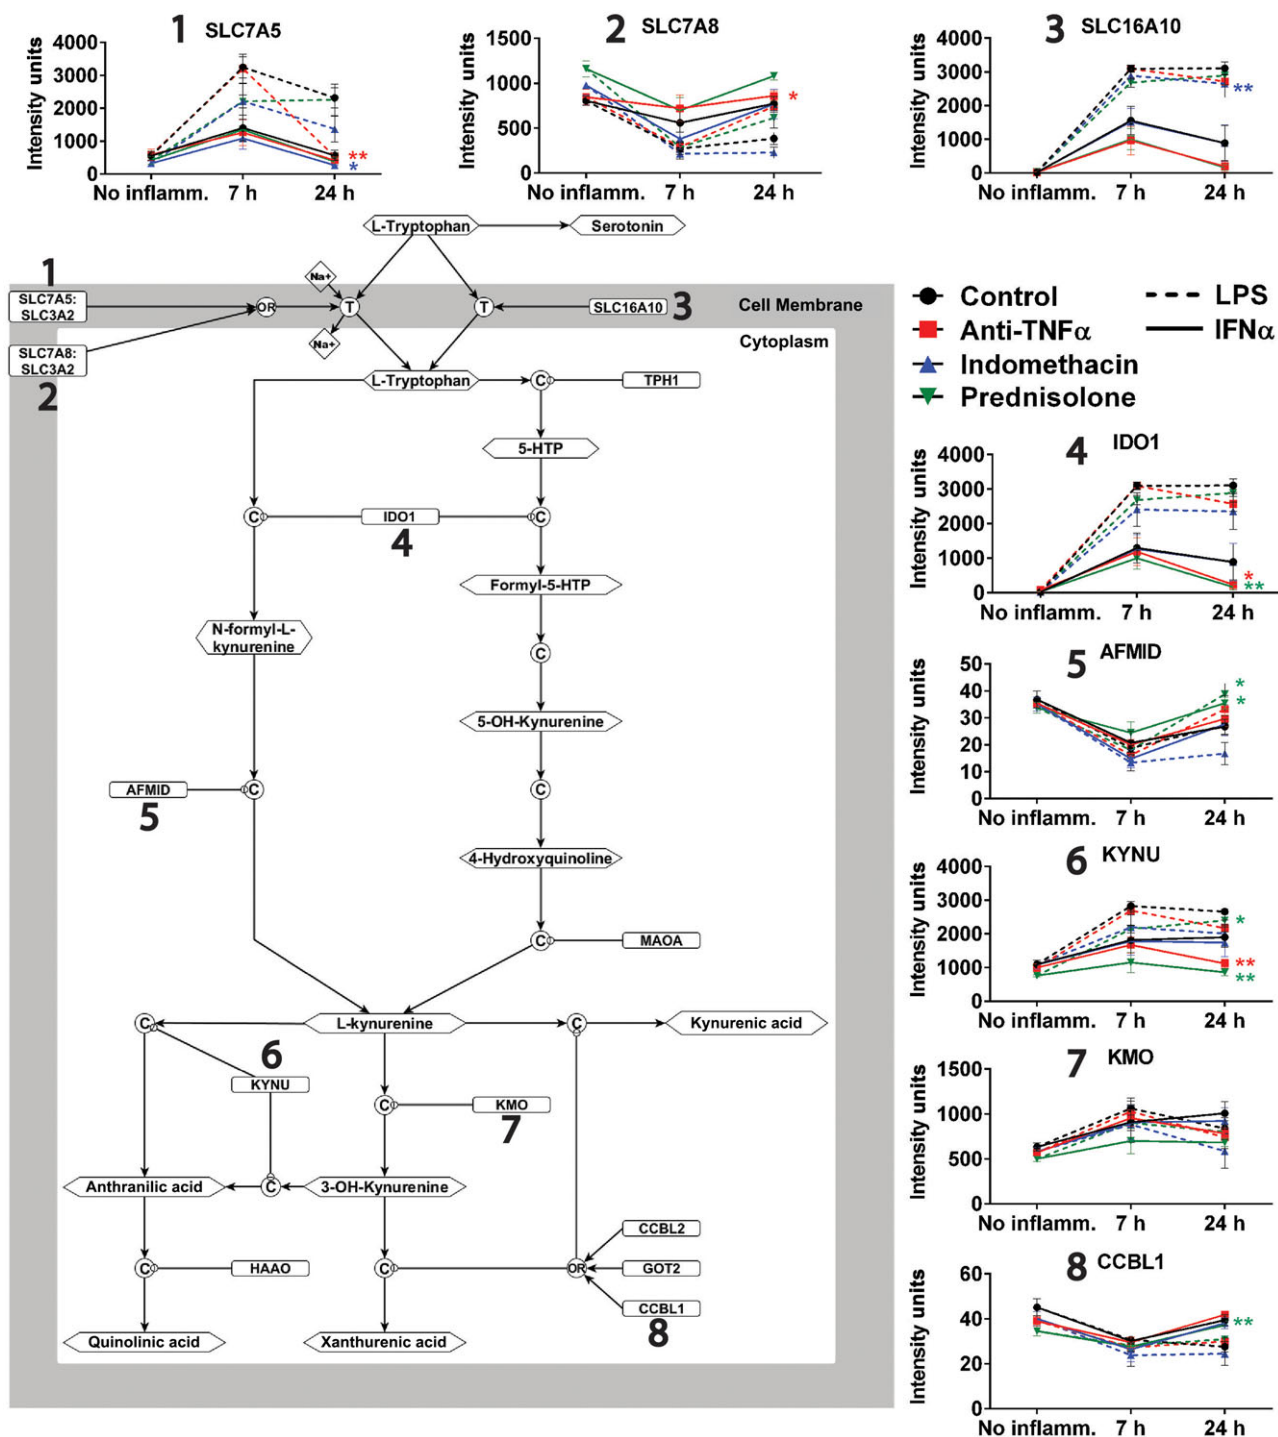 1 SLC7A5
Intensity units
4000
3000
2000
1000
0
**
*
No inflamm. 7 h 24 h
2 SLC7A8
Intensity units
1500
1000
500
0
*
No inflamm. 7 h 24 h
3 SLC16A10
Intensity units
4000
3000
2000
1000
0
**
No inflamm. 7 h 24 h
L-Tryptophan
Serotonin
Na+
1
SLC7A5:
SLC3A2
OR
T
T
SLC16A10
3
Cell Membrane
Na+
Cytoplasm
SLC7A8:
SLC3A2
2
L-Tryptophan
C
TPH1
5-HTP
C
IDO1
C
4
Formyl-5-HTP
N-formyl-L-
kynurenine
C
5-OH-Kynurenine
AFMID
C
C
5
4-Hydroxyquinoline
C
MAOA
C
L-kynurenine
C
Kynurenic acid
6
KYNU
C
KMO
7
Anthranilic acid
C
3-OH-Kynurenine
CCBL2
C
HAAO
C
OR
GOT2
CCBL1
8
Quinolinic acid
Xanthurenic acid
Control
LPS
Anti-TNFα
IFNα
Indomethacin
Prednisolone
4 IDO1
Intensity units
4000
3000
2000
1000
0
*
**
No inflamm. 7 h 24 h
5 AFMID
Intensity units
50
40
30
20
10
0
*
*
No inflamm. 7 h 24 h
6 KYNU
Intensity units
4000
3000
2000
1000
0
*
**
**
No inflamm. 7 h 24 h
7 KMO
Intensity units
1500
1000
500
0
No inflamm. 7 h 24 h
8 CCBL1
Intensity units
60
40
20
0
**
No inflamm. 7 h 24 h